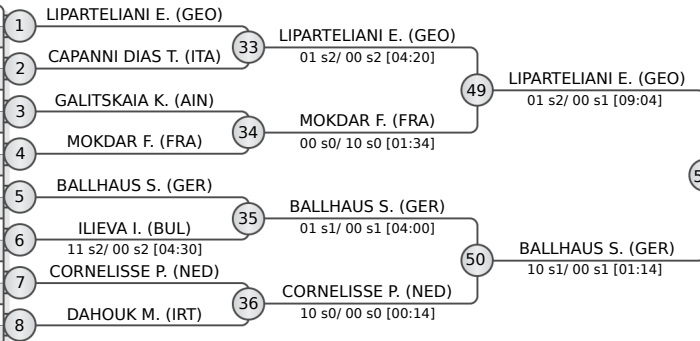 1
LIPARTELIANI E. (GEO)
2
CAPANNI DIAS T. (ITA)
33
LIPARTELIANI E. (GEO)
01 s2/ 00 s2 [04:20]
3
GALITSKAIA K. (AIN)
4
MOKDAR F. (FRA)
34
MOKDAR F. (FRA)
00 s0/ 10 s0 [01:34]
49
LIPARTELIANI E. (GEO)
01 s2/ 00 s1 [09:04]
5
BALLHAUS S. (GER)
6
ILIEVA I. (BUL)
11 s2/ 00 s2 [04:30]
35
BALLHAUS S. (GER)
01 s1/ 00 s1 [04:00]
7
CORNELISSE P. (NED)
8
DAHOUK M. (IRT)
36
CORNELISSE P. (NED)
10 s0/ 00 s0 [00:14]
50
BALLHAUS S. (GER)
10 s1/ 00 s1 [01:14]